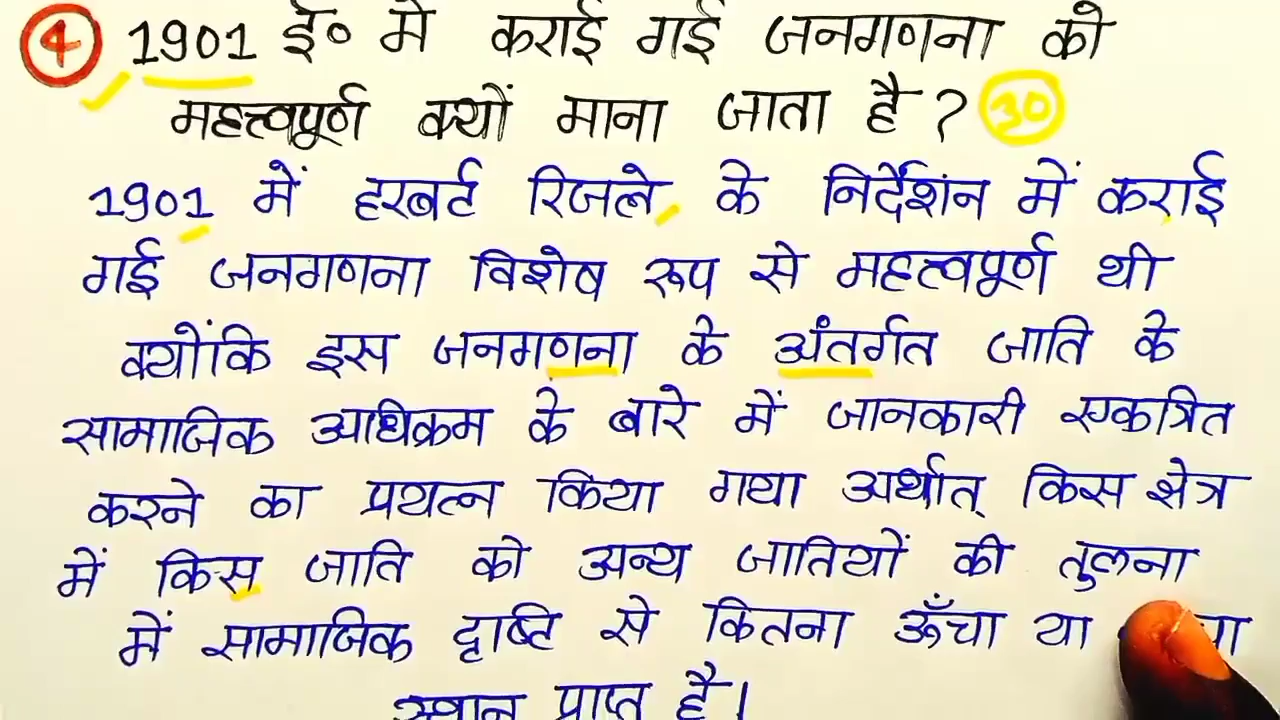 ④ 1901 ई० में कराई गई जनगणना को
महत्त्वपूर्ण क्यों माना जाता है? 30
1901 में हरबर्ट रिजले के निर्देशन में कराई
गई जनगणना विशेष रूप से महत्त्वपूर्ण थी
क्योंकि इस जनगणना के अंतर्गत जाति के
सामाजिक अधिक्रम के बारे में जानकारी एकत्रित
करने का प्रयत्न किया गया अर्थात् किस क्षेत्र
में किस जाति को अन्य जातियों की तुलना
में सामाजिक दृष्टि से कितना ऊँचा या
स्थान प्राप्त है।